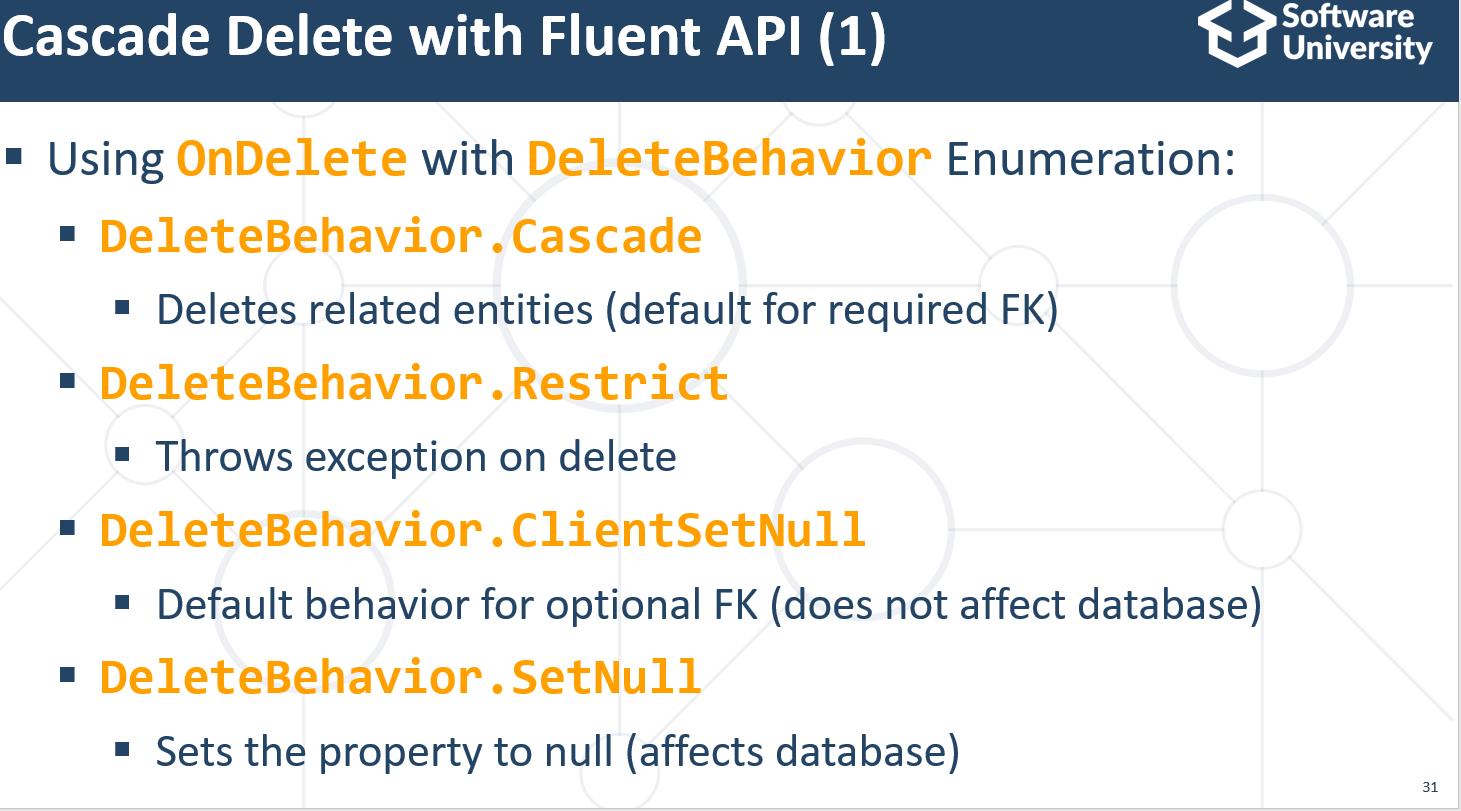 Cascade Delete with Fluent API (1)
Software
University
▪ Using OnDelete with DeleteBehavior Enumeration:
▪ DeleteBehavior.Cascade
▪ Deletes related entities (default for required FK)
▪ DeleteBehavior.Restrict
▪ Throws exception on delete
▪ DeleteBehavior.ClientSetNull
▪ Default behavior for optional FK (does not affect database)
▪ DeleteBehavior.SetNull
▪ Sets the property to null (affects database)
31